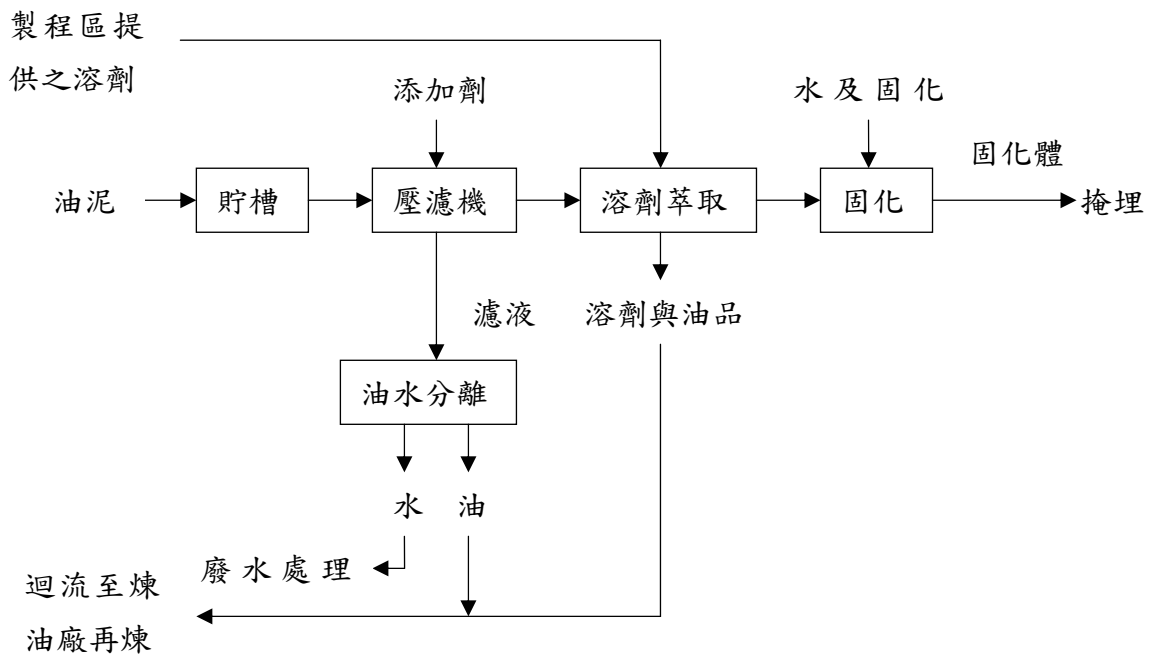 製程區提
供之溶劑
添加劑
水及固化
固化體
油泥
貯槽
壓濾機
溶劑萃取
固化
掩埋
濾液
溶劑與油品
油水分離
水
油
廢水處理
迴流至煉
油廠再煉